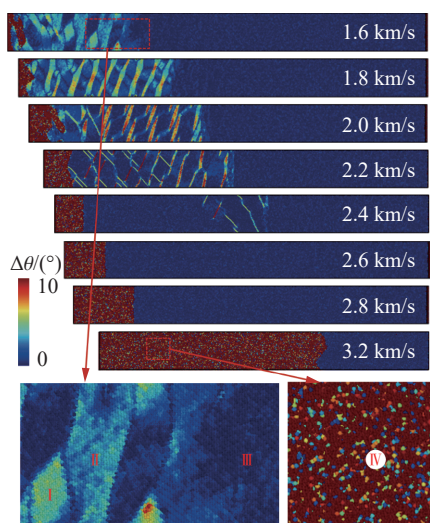 1.6 km/s
1.8 km/s
2.0 km/s
2.2 km/s
2.4 km/s
Δθ/(°)
10
2.6 km/s
2.8 km/s
0
3.2 km/s
I
II
III
IV